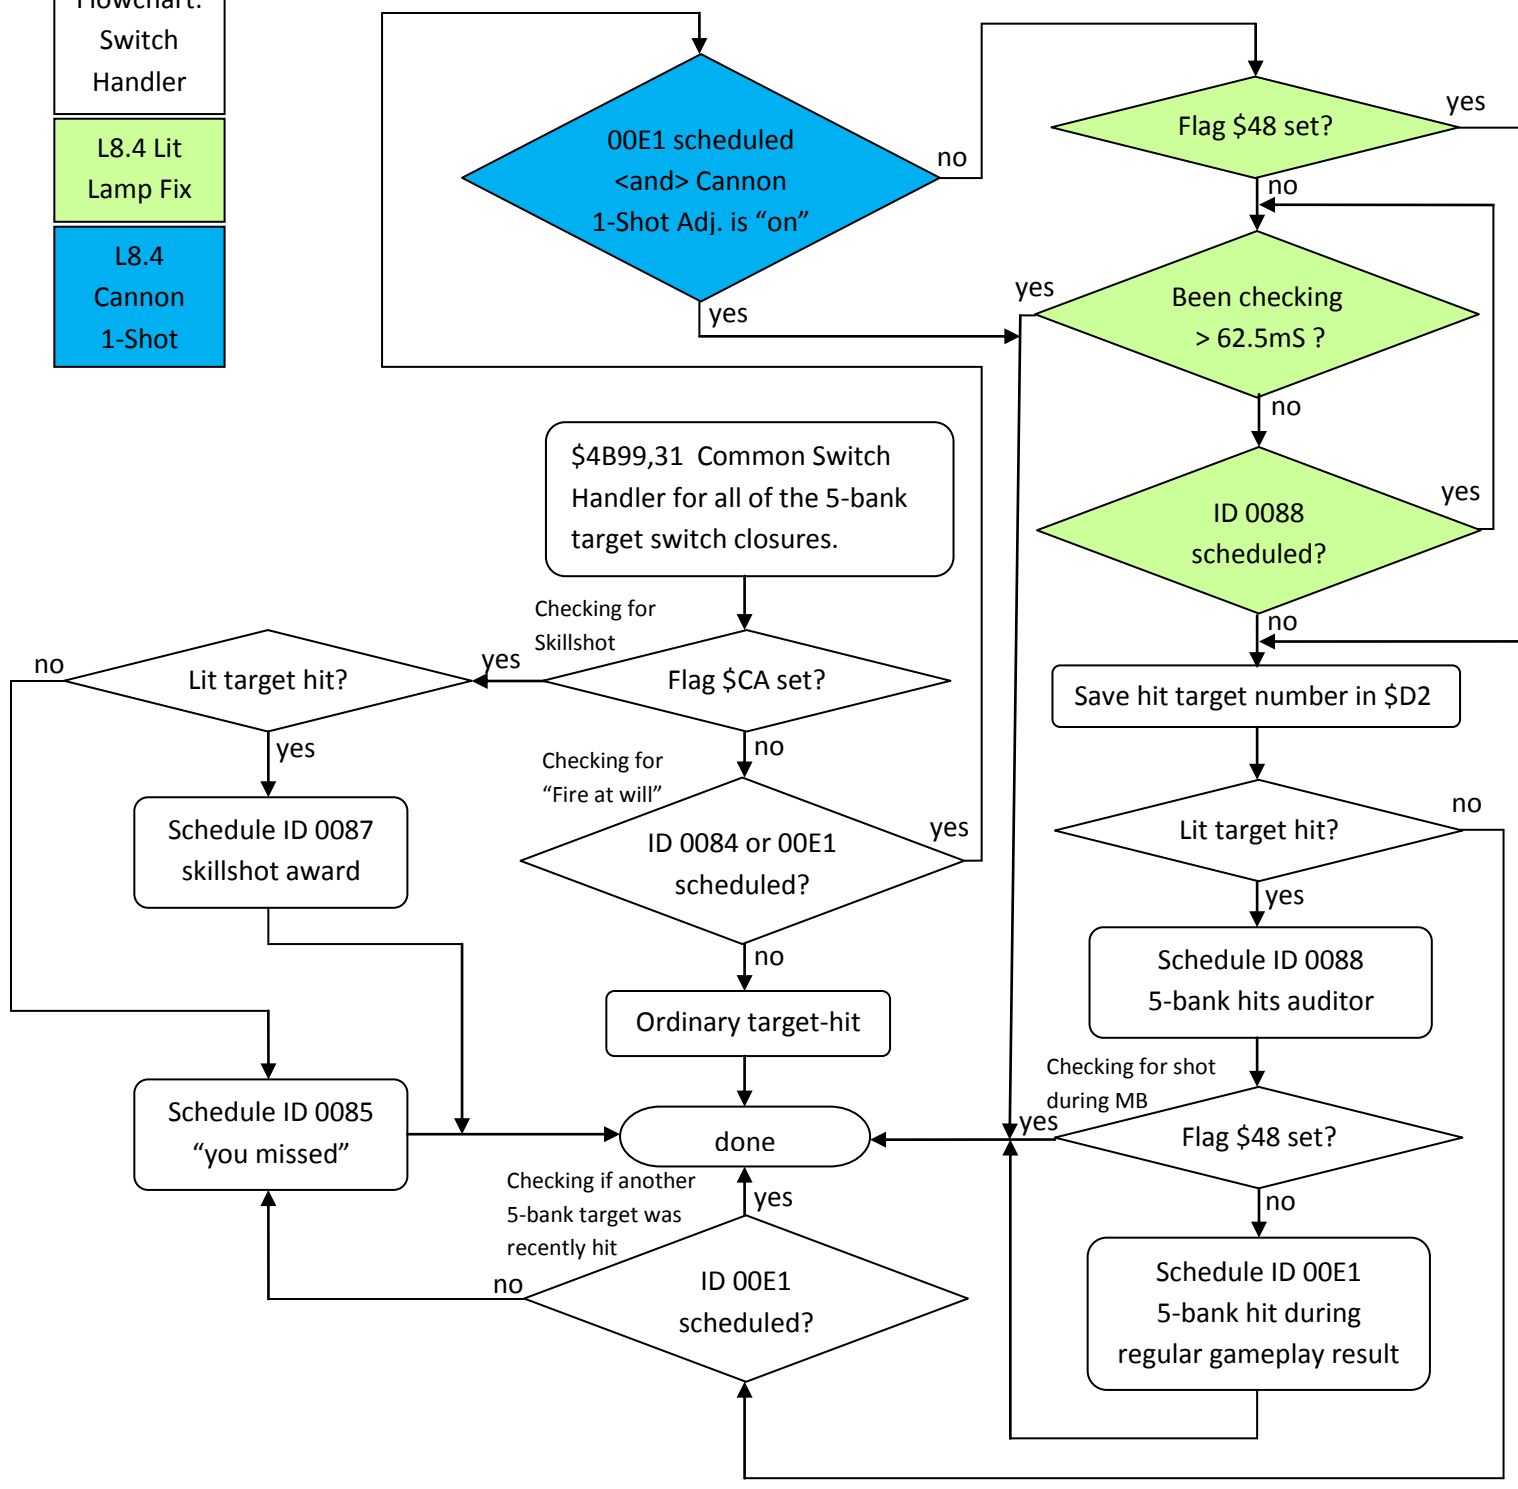 Flowchart:
Switch
Handler
L8.4 Lit
Lamp Fix
L8.4
Cannon
1-Shot
00E1 scheduled
<and> Cannon
1-Shot Adj. is “on”
no
yes
Flag $48 set?
yes
no
Been checking
> 62.5mS ?
yes
no
ID 0088
scheduled?
yes
no
$4B99,31 Common Switch
Handler for all of the 5-bank
target switch closures.
Checking for
Skillshot
Flag $CA set?
yes
no
Lit target hit?
no
yes
Schedule ID 0087
skillshot award
Checking for
“Fire at will”
ID 0084 or 00E1
scheduled?
yes
no
Ordinary target-hit
Save hit target number in $D2
Lit target hit?
no
yes
Schedule ID 0088
5-bank hits auditor
Checking for shot
during MB
Flag $48 set?
yes
no
Schedule ID 00E1
5-bank hit during
regular gameplay result
Schedule ID 0085
“you missed”
done
Checking if another
5-bank target was
recently hit
yes
ID 00E1
scheduled?
no